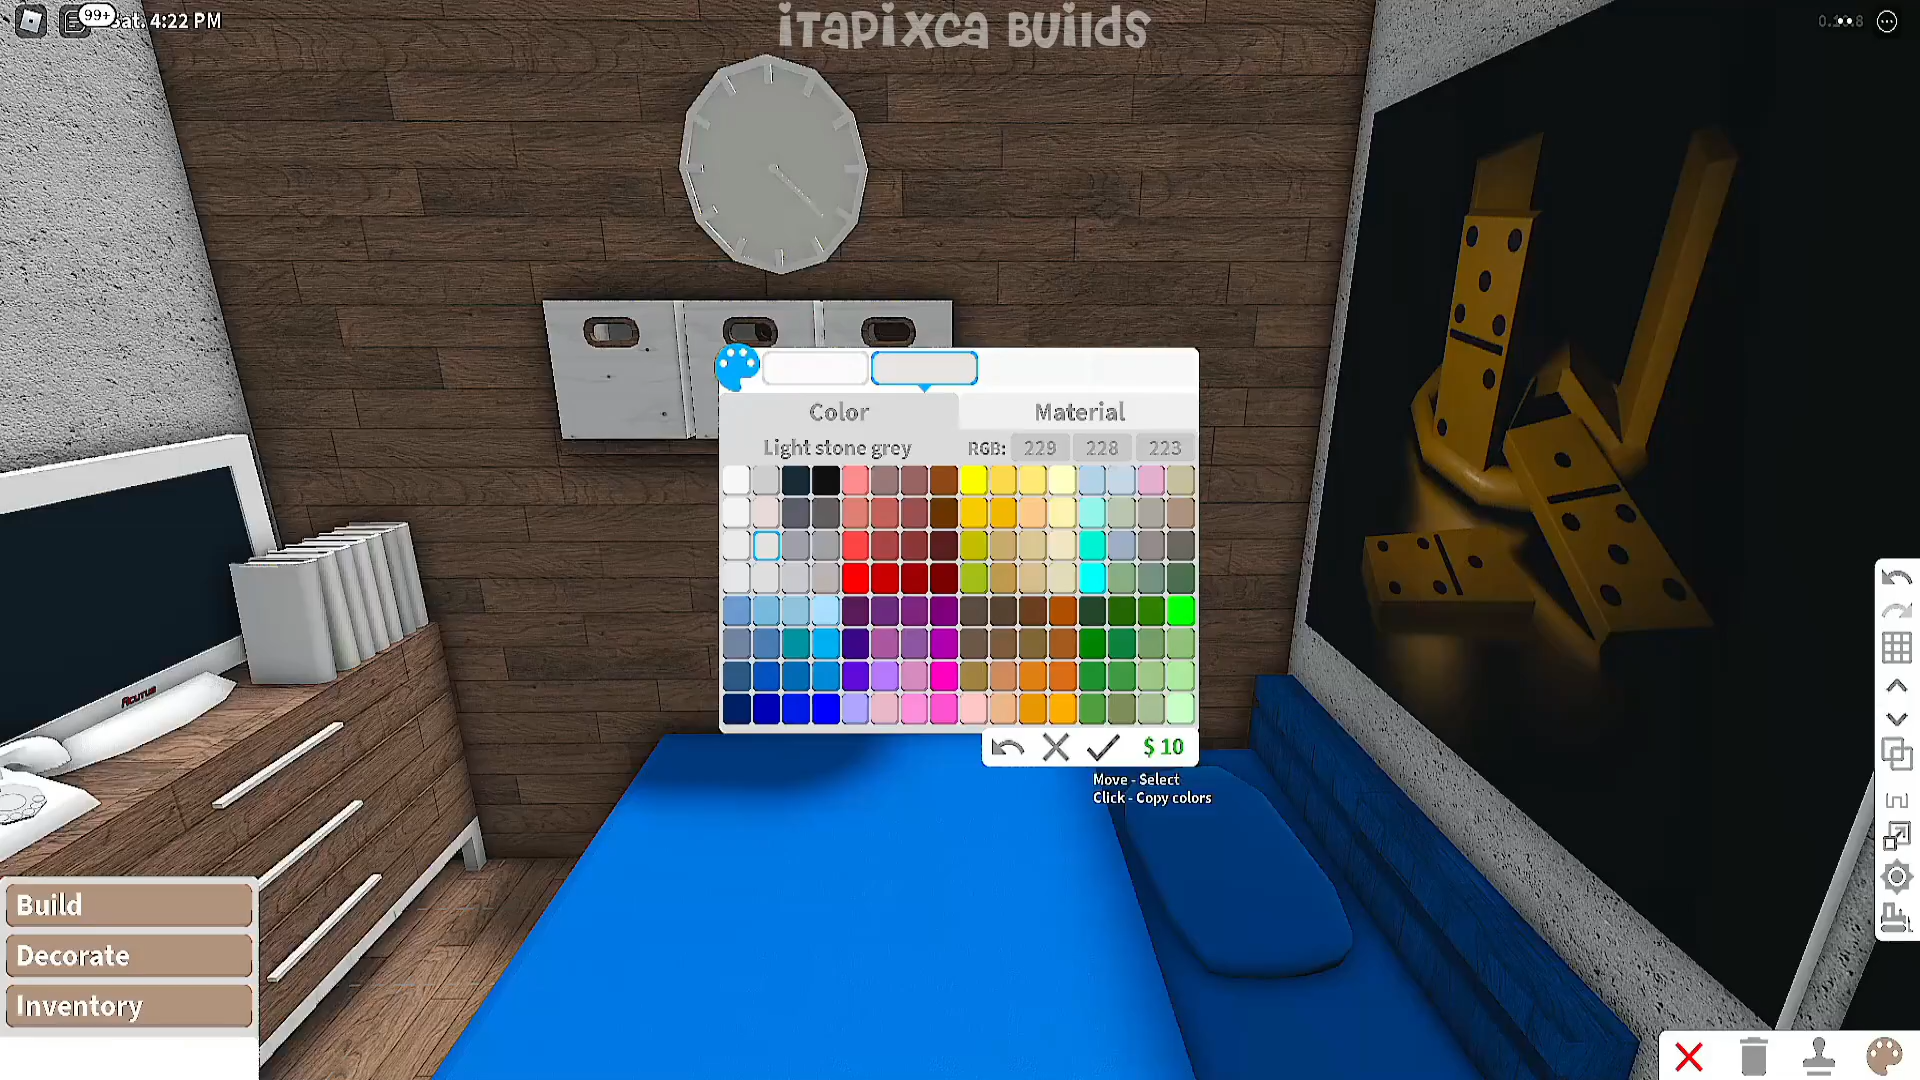 99+
Sat. 4:22 PM
iTapixca Builds
Color
Material
Light stone grey
RGB: 229 228 223
$ 10
Move - Select
Click - Copy colors
Acutus
Build
Decorate
Inventory